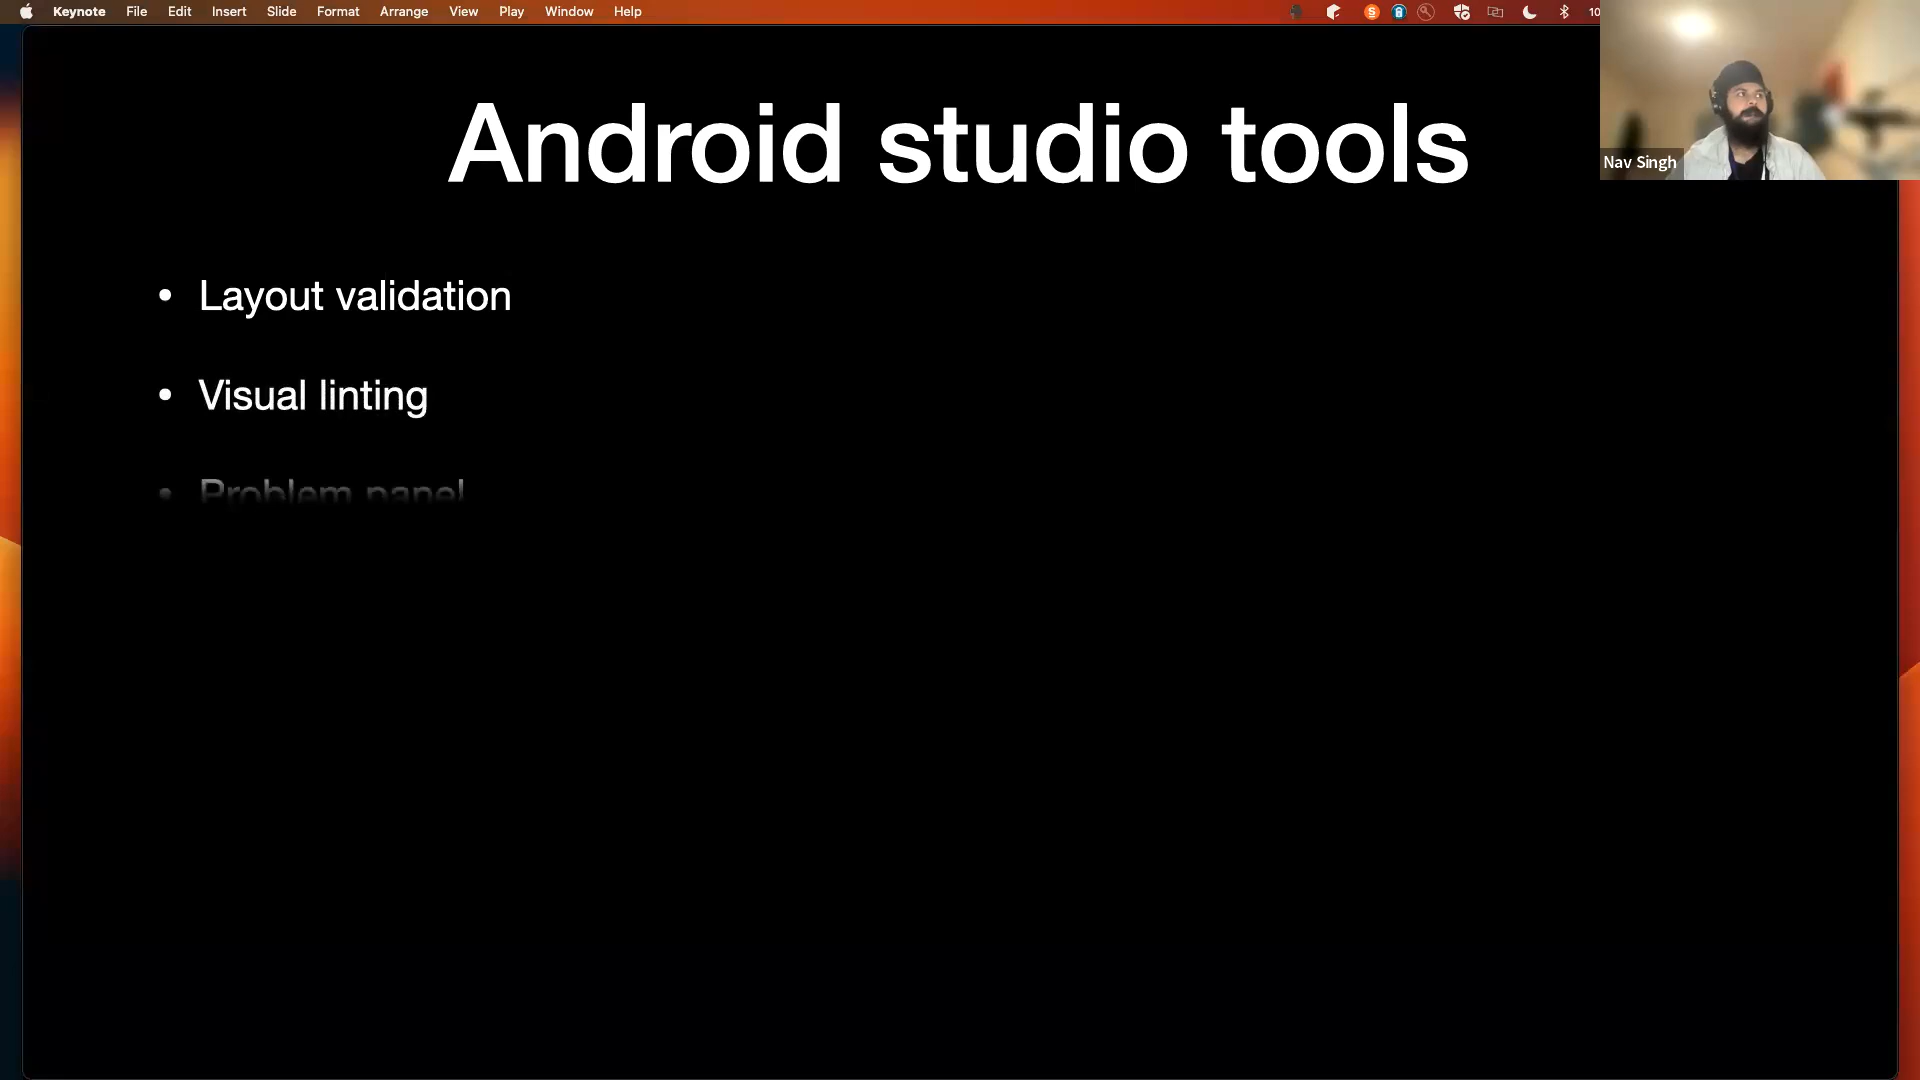 Keynote File Edit Insert Slide Format Arrange View Play Window Help 10
Nav Singh
Android studio tools
• Layout validation
• Visual linting
• Problem panel